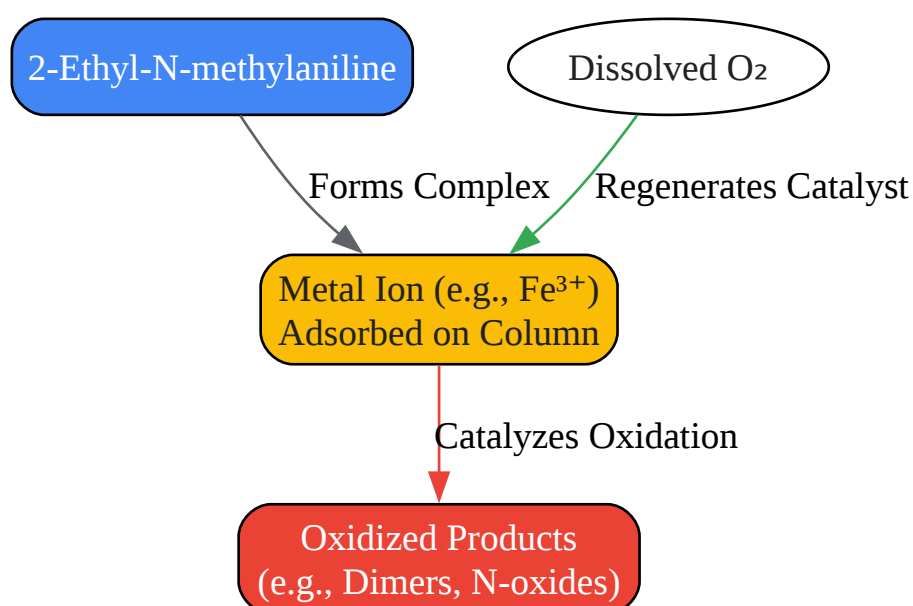 2-Ethyl-N-methylaniline
Dissolved O₂
Forms Complex
Regenerates Catalyst
Metal Ion (e.g., Fe³⁺)
Adsorbed on Column
Catalyzes Oxidation
Oxidized Products
(e.g., Dimers, N-oxides)